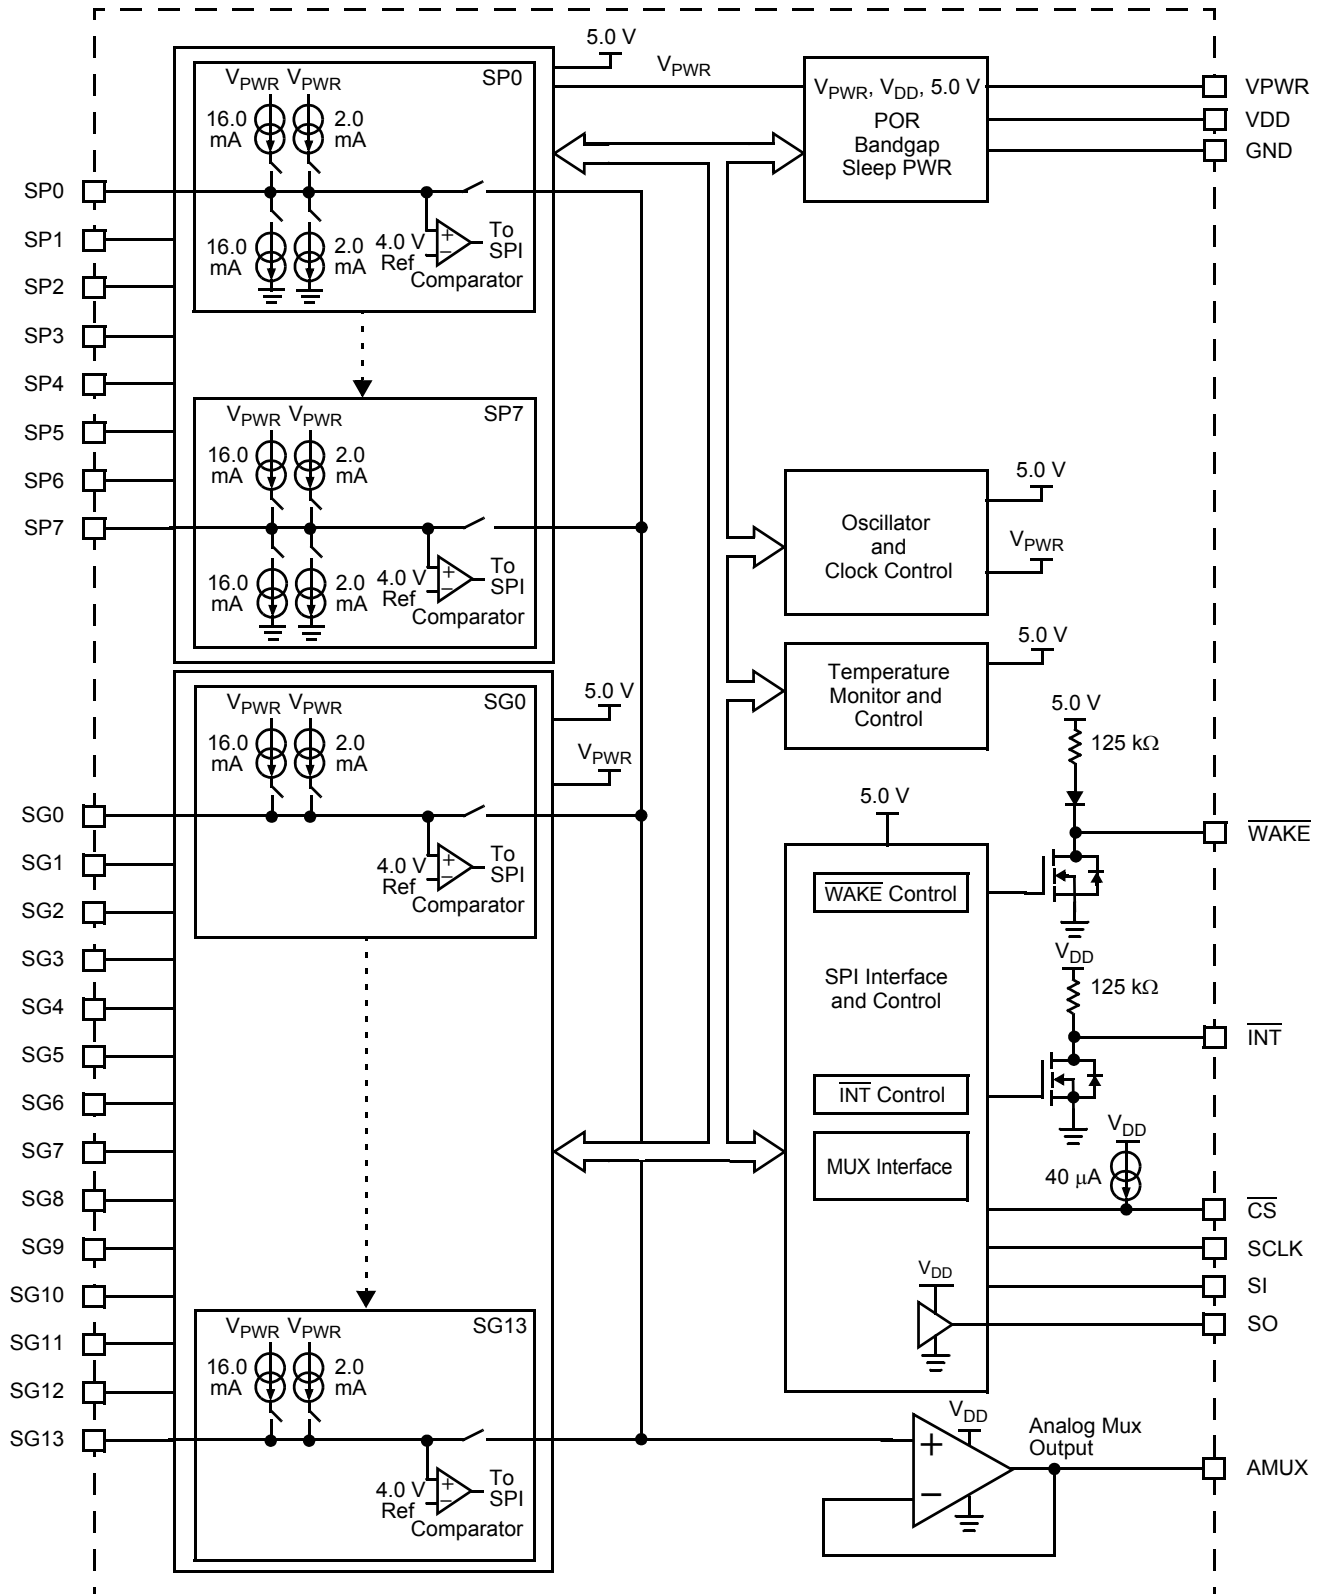 5.0 V
VPWR
SP0
VPWR VPWR
16.0 mA
2.0 mA
16.0 mA
2.0 mA
4.0 V Ref
+
−
To SPI
Comparator
SP7
VPWR VPWR
16.0 mA
2.0 mA
16.0 mA
2.0 mA
4.0 V Ref
+
−
To SPI
Comparator
SP0
SP1
SP2
SP3
SP4
SP5
SP6
SP7
5.0 V
VPWR
SG0
VPWR VPWR
16.0 mA
2.0 mA
4.0 V Ref
+
−
To SPI
Comparator
SG13
VPWR VPWR
16.0 mA
2.0 mA
4.0 V Ref
+
−
To SPI
Comparator
SG0
SG1
SG2
SG3
SG4
SG5
SG6
SG7
SG8
SG9
SG10
SG11
SG12
SG13
VPWR, VDD, 5.0 V
POR
Bandgap
Sleep PWR
VPWR
VDD
GND
5.0 V
VPWR
Oscillator
and
Clock Control
5.0 V
Temperature
Monitor and
Control
5.0 V
125 kΩ
WAKE
5.0 V
WAKE Control
SPI Interface
and Control
INT Control
MUX Interface
VDD
VDD
125 kΩ
INT
VDD
40 μA
CS
SCLK
SI
SO
VDD
+
−
Analog Mux
Output
AMUX